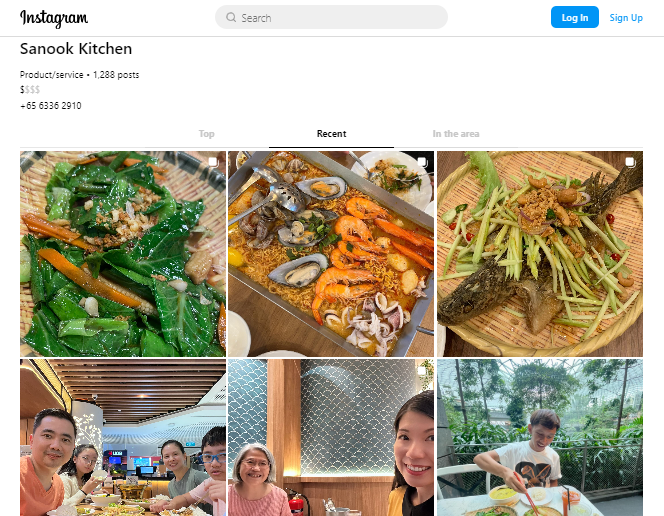 Instagram
Search
Log In
Sign Up
Sanook Kitchen
Product/service • 1,288 posts
$$$$
+65 6336 2910
Top
Recent
In the area